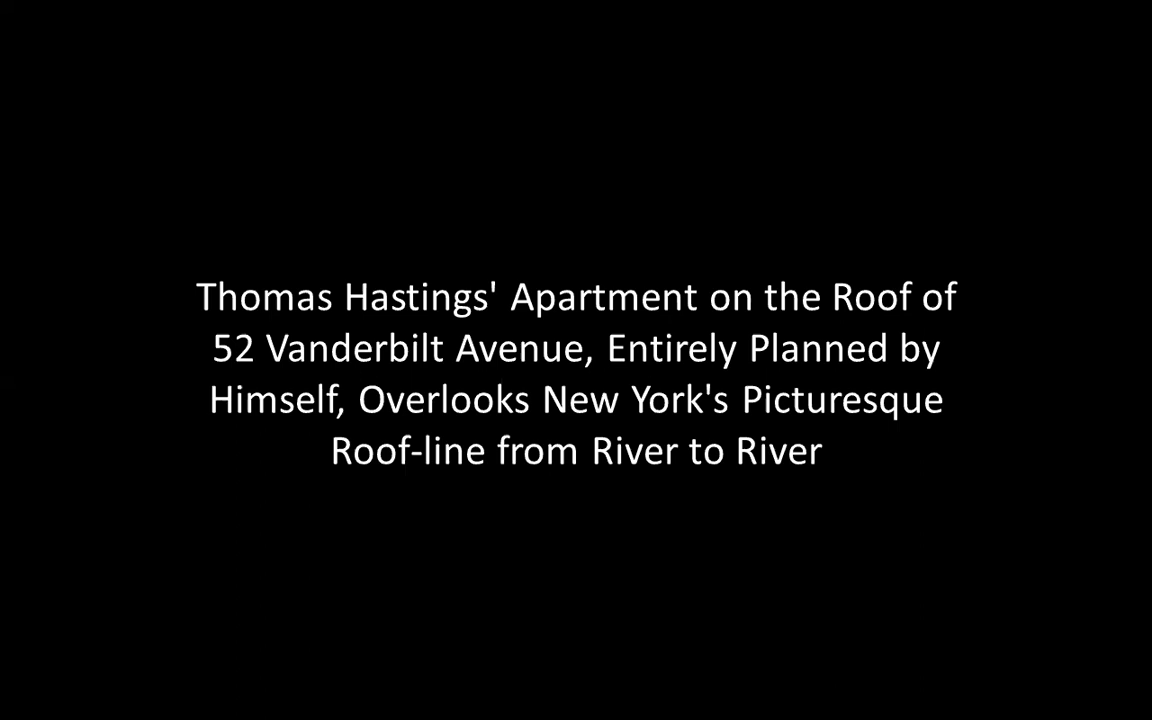 Thomas Hastings' Apartment on the Roof of
52 Vanderbilt Avenue, Entirely Planned by
Himself, Overlooks New York's Picturesque
Roof-line from River to River